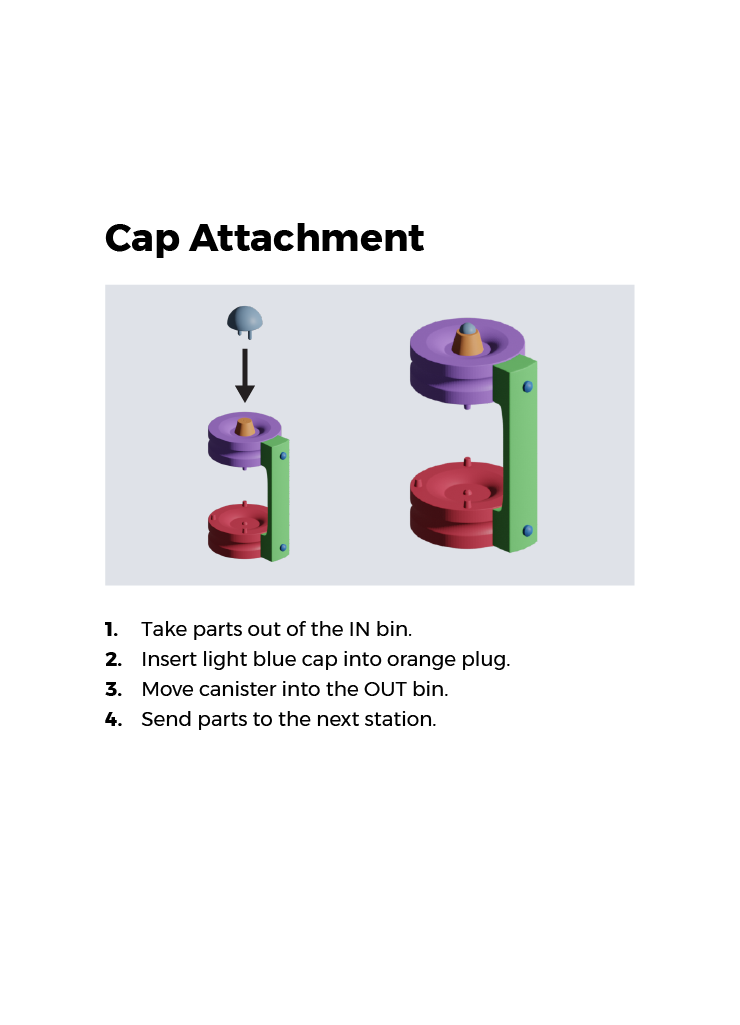 Cap Attachment
1. Take parts out of the IN bin.
2. Insert light blue cap into orange plug.
3. Move canister into the OUT bin.
4. Send parts to the next station.